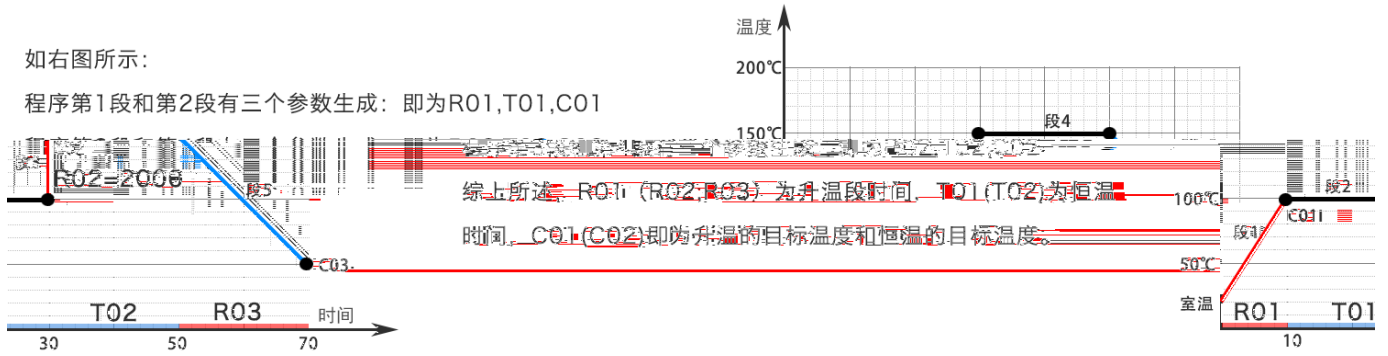 温度
如右图所示：
200℃
程序第1段和第2段有三个参数生成：即为R01,T01,C01
段4
150℃
R02=2006
段5
综上所述，R01（R02,R03）为升温段时间，T01(T02)为恒温
100℃
段2
C01
时间，C01(C02)即为升温的目标温度和恒温的目标温度。
段1
C03
50℃
室温
T02
R03
时间
R01
T01
30
50
70
10